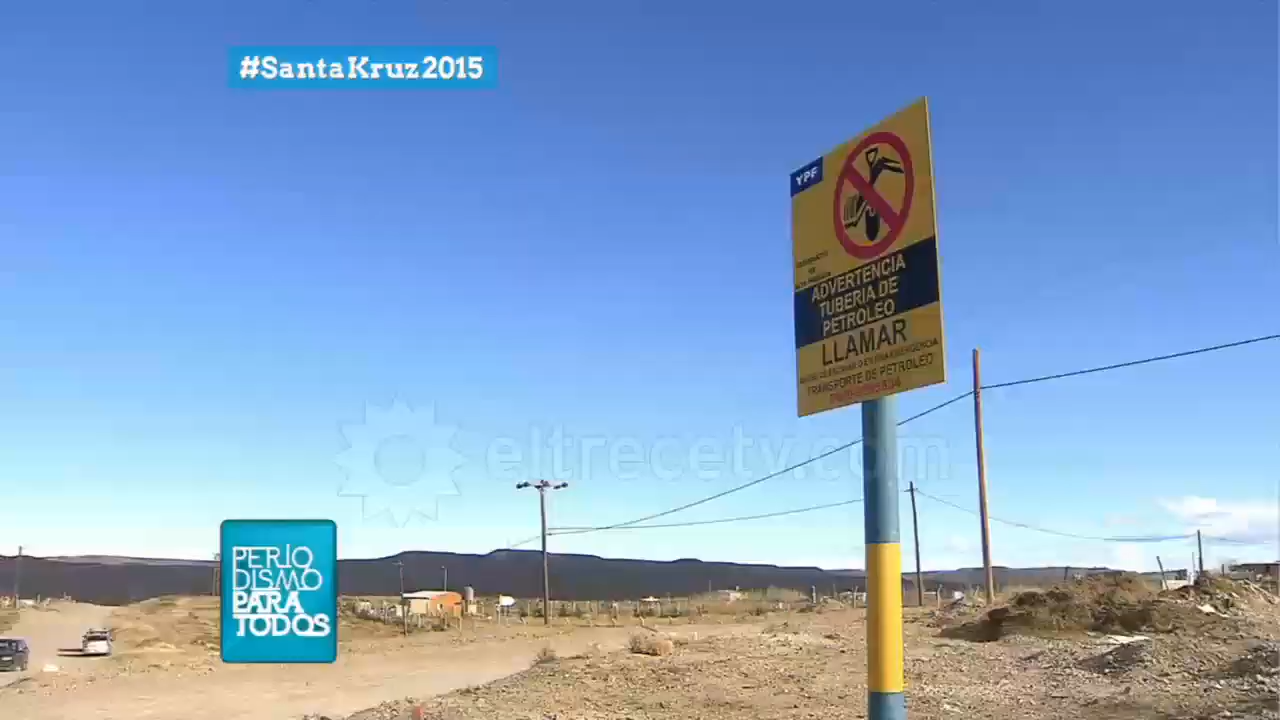 #SantaKruz2015
YPF
ADVERTENCIA
TUBERIA DE
PETROLEO
LLAMAR
TRANSPORTE DE PETROLEO
eltrecetv.com
PERIO
DISMO
PARA
TODOS